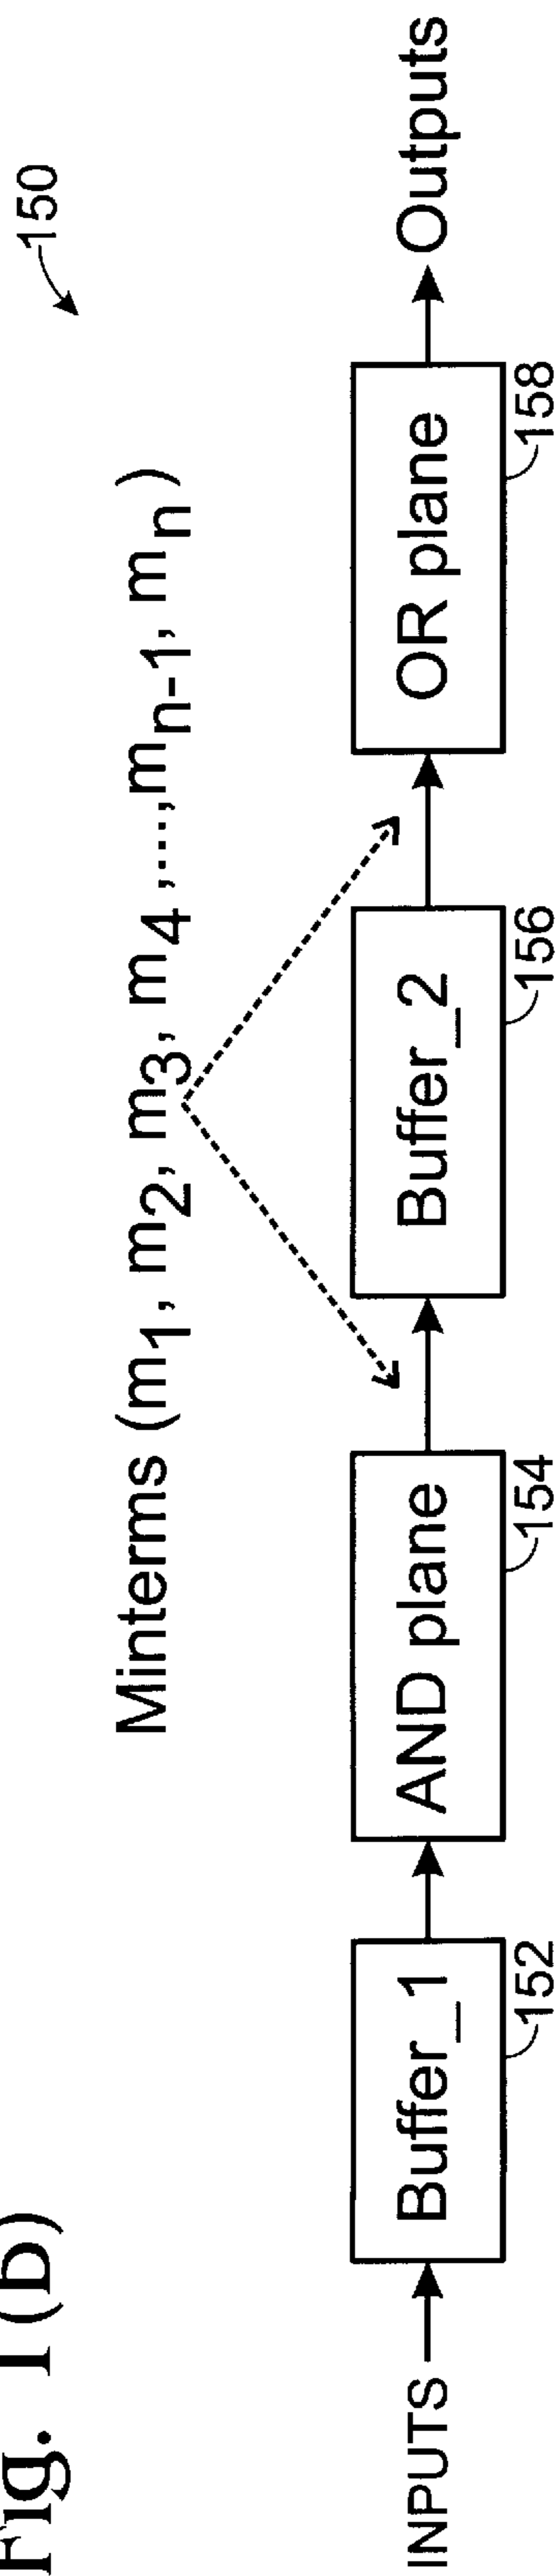 Fig. 1(b)
150
Minterms (m1, m2, m3, m4 ,...,mn-1, mn )
INPUTS
Buffer_1
AND plane
Buffer_2
OR plane
Outputs
152
154
156
158